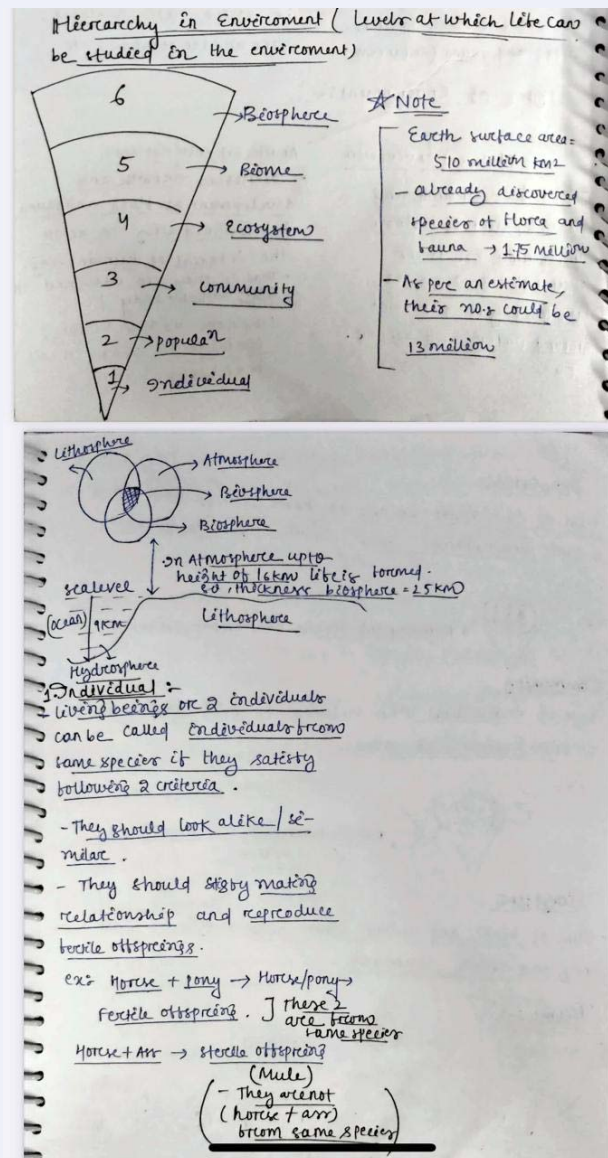 Hierarchy in Enviroment ( levels at which life can
be studied in the enviroment)
6
→Biosphere
5
→ Biome
4
→ Ecosystem
3
→ community
2
→ populaⁿ
1
→ Individual
☆ Note
Earth surface area =
510 million km2
- already discovered
species of flora and
fauna → 1.75 million
- As per an estimate,
their no.s could be
13 million
Lithosphere
→ Atmosphere
→ Biosphere
→ Biosphere
In Atmosphere upto
height of 16km life is formed.
so, thickness biosphere = 25KM
sealevel
(ocean) 9km
Lithosphere
Hydrosphere
1 Individual :-
2 living beings or 2 individuals
can be called individuals from
same species if they satisfy
following 2 criteria .
- They should look alike / si-
milar .
- They should stisby mating
relationship and reproduce
fertile offsprings .
ex: Horse + pony → Horse/pony→
Fertile offspring . ] these 2
are from
same species
Horse + Ass → sterile offspring
(Mule)
- They are not
(horse + ass)
from same species